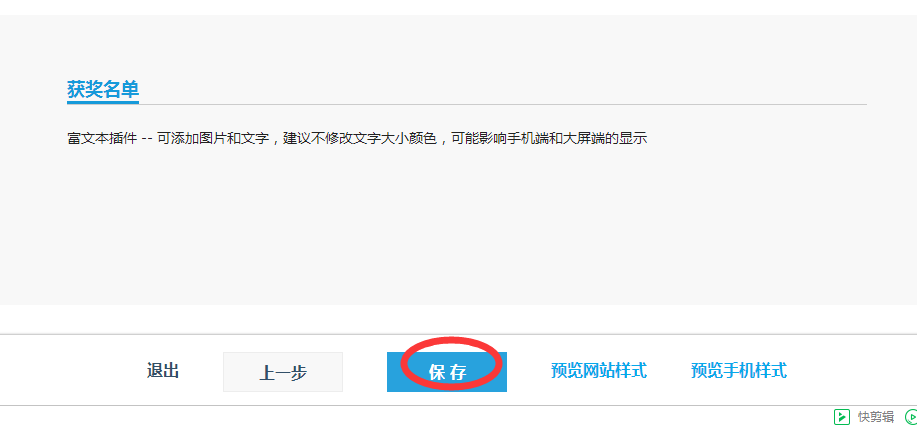 获奖名单
富文本插件 -- 可添加图片和文字，建议不修改文字大小颜色，可能影响手机端和大屏端的显示
退出 上一步 保存 预览网站样式 预览手机样式
快剪辑